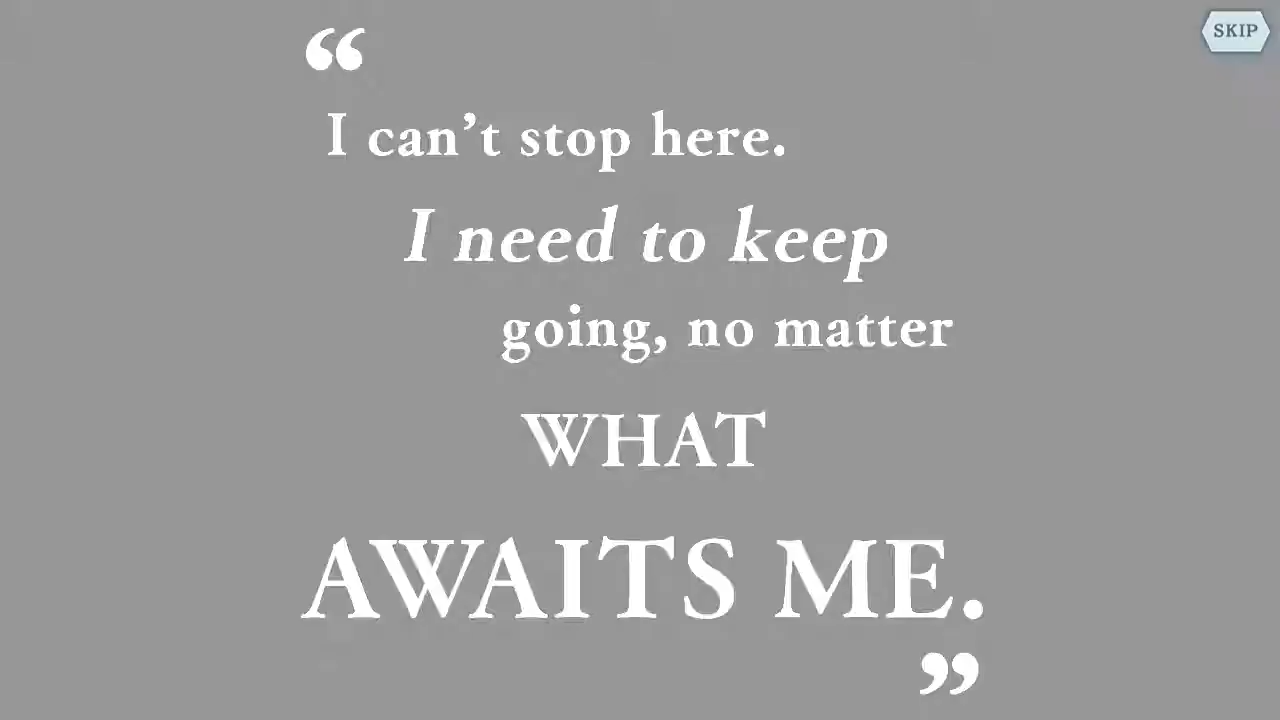 SKIP
“
I can’t stop here.
I need to keep
going, no matter
WHAT
AWAITS ME.
”